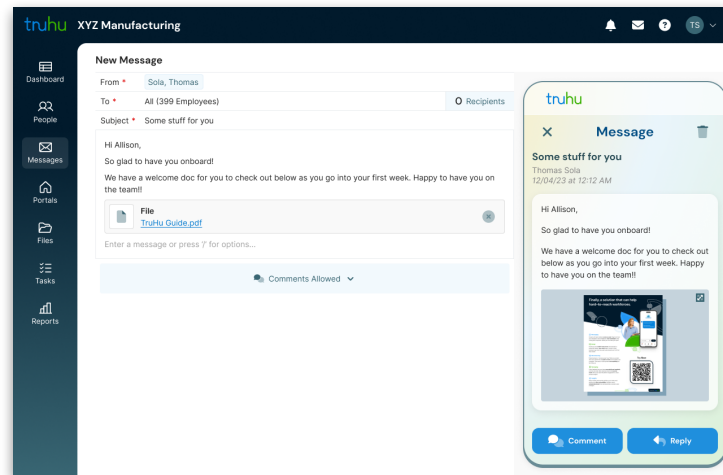 truhu XYZ Manufacturing
TS
Dashboard
People
Messages
Portals
Files
Tasks
Reports
New Message
From * Sola, Thomas
To * All (399 Employees) 0 Recipients
Subject * Some stuff for you
Hi Allison,
So glad to have you onboard!
We have a welcome doc for you to check out below as you go into your first week. Happy to have you on
the team!!
File
TruHu Guide.pdf
Enter a message or press '/' for options...
Comments Allowed
truhu
Message
Some stuff for you
Thomas Sola
12/04/23 at 12:12 AM
Hi Allison,
So glad to have you onboard!
We have a welcome doc for you to check out
below as you go into your first week. Happy
to have you on the team!!
Finally, a solution that can help
hard-to-reach workforces.
Comment
Reply